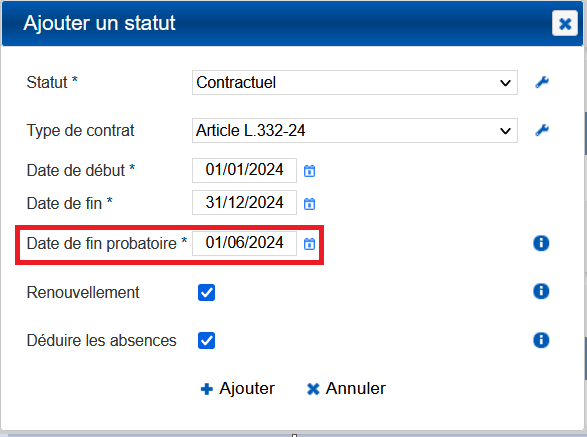 Ajouter un statut
Statut * Contractuel
Type de contrat Article L.332-24
Date de début * 01/01/2024
Date de fin * 31/12/2024
Date de fin probatoire * 01/06/2024
Renouvellement
Déduire les absences
Ajouter Annuler